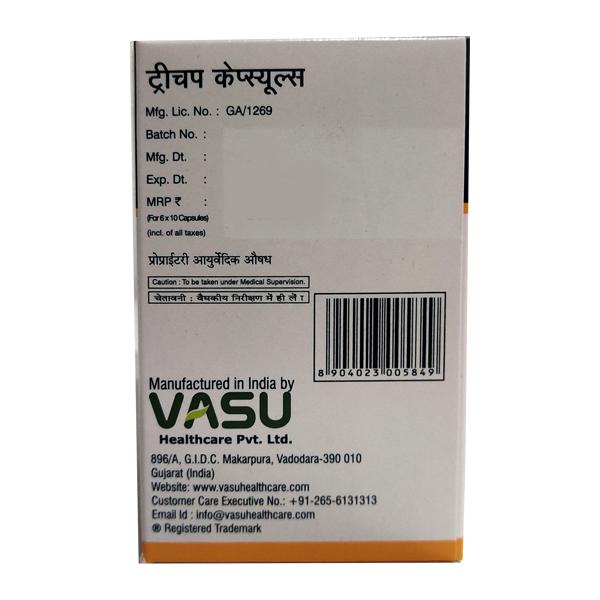 ट्रीचप केप्स्यूल्स
Mfg. Lic. No. : GA/1269
Batch No. :
Mfg. Dt. :
Exp. Dt. :
MRP ₹ :
(For 6 x 10 Capsules)
(incl. of all taxes)
प्रोप्राईटरी आयुर्वेदिक औषध
Caution : To be taken under Medical Supervision.
चेतावनी : वैद्यकीय निरीक्षण में ही लें ।
8 904023 005849
Manufactured in India by
VASU
Healthcare Pvt. Ltd.
896/A, G.I.D.C. Makarpura, Vadodara-390 010
Gujarat (India)
Website: www.vasuhealthcare.com
Customer Care Executive No.: +91-265-6131313
Email Id : info@vasuhealthcare.com
® Registered Trademark